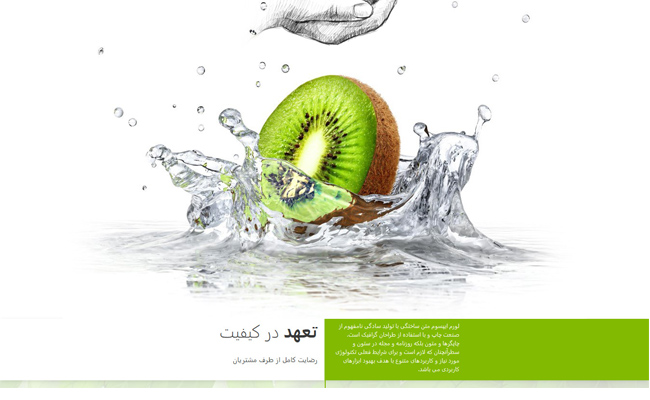 تعهد در کیفیت
رضایت کامل از طرف مشتریان
لورم ایپسوم متن ساختگی با تولید سادگی نامفهوم از
صنعت چاپ و با استفاده از طراحان گرافیک است.
چاپگرها و متون بلکه روزنامه و مجله در ستون و
سطرآنچنان که لازم است و برای شرایط فعلی تکنولوژی
مورد نیاز و کاربردهای متنوع با هدف بهبود ابزارهای
کاربردی می باشد.